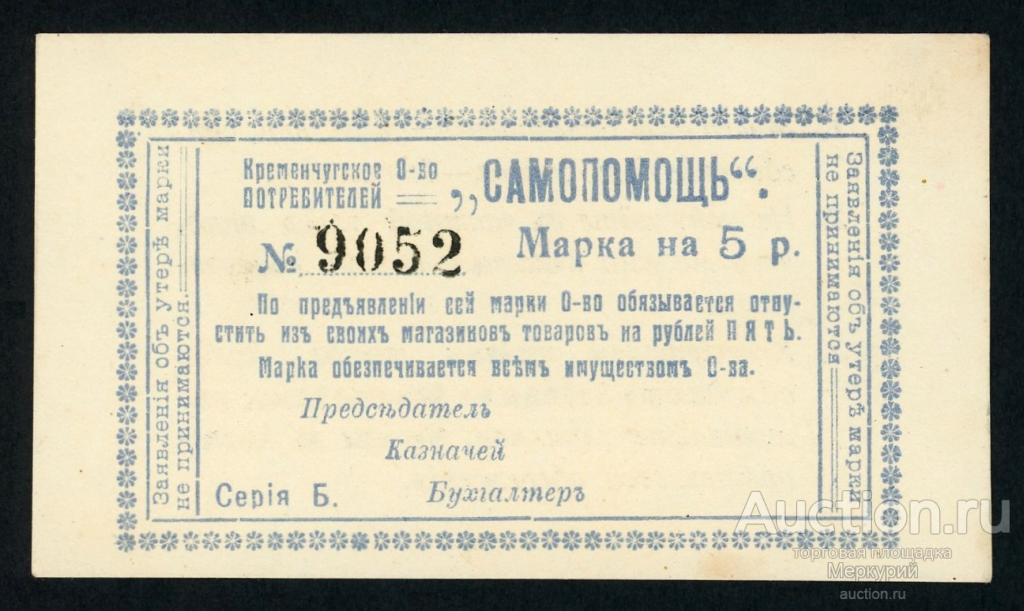 Кременчугское О-во
ПОТРЕБИТЕЛЕЙ
„САМОПОМОЩЬ“.
№ 9052 Марка на 5 р.
По предъявленіи сей марки О-во обязывается отпу-
стить изъ своихъ магазиновъ товаровъ на рублей ПЯТЬ.
Марка обезпечивается всѣмъ имуществомъ О-ва.
Предсѣдатель
Казначей
Серія Б. Бухгалтеръ
Заявленія объ утерѣ марки
не принимаются.
Заявленія объ утерѣ марки
не принимаются
Auction.ru
торговая площадка
Меркурий
auction.ru